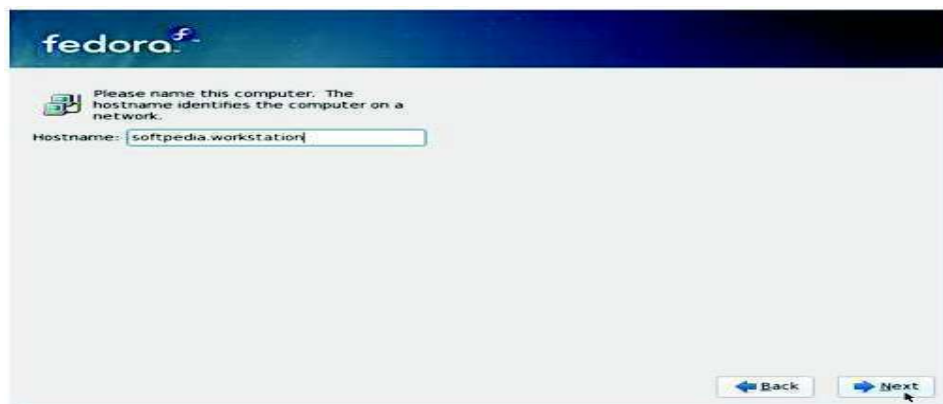 fedora
Please name this computer. The
hostname identifies the computer on a
network.
Hostname: softpedia.workstation
Back
Next